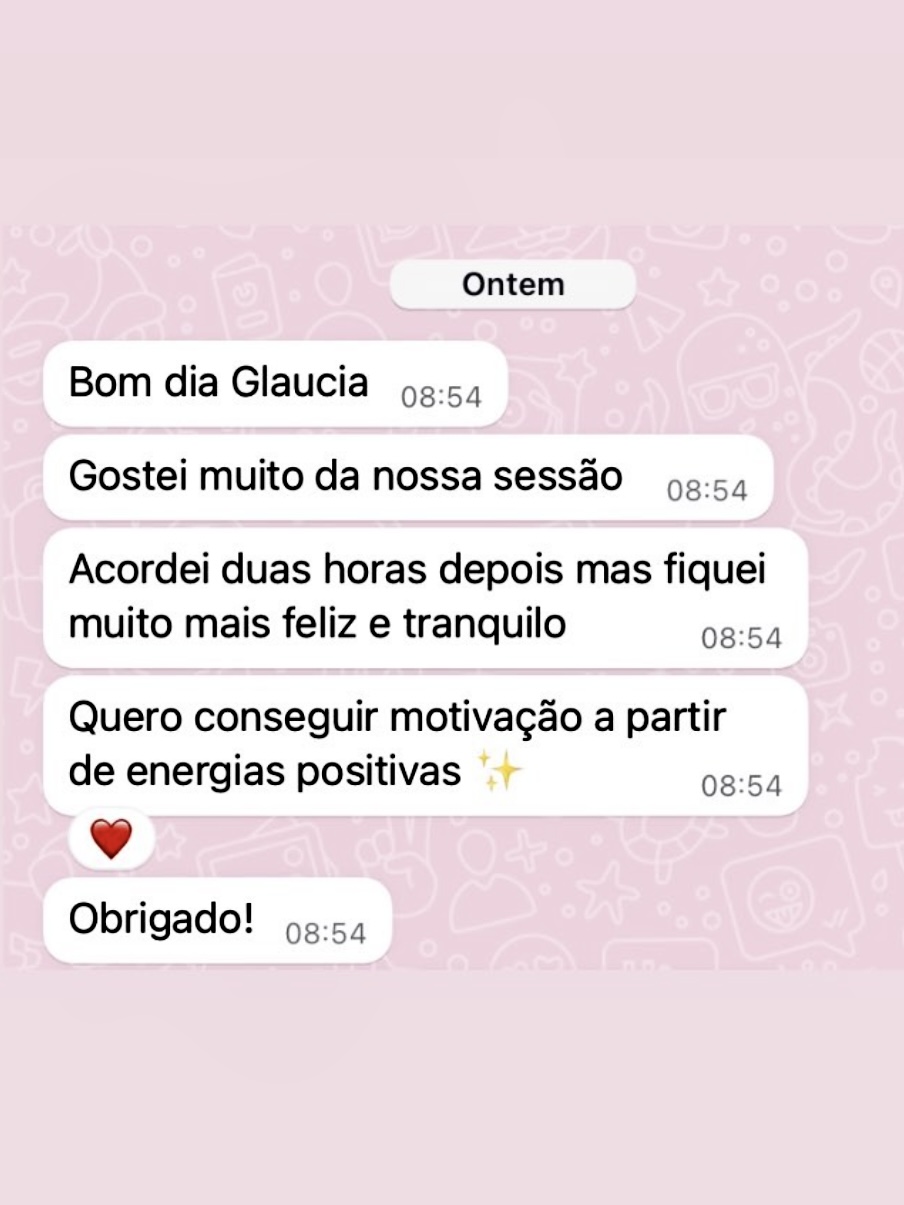 Ontem
Bom dia Glaucia 08:54
Gostei muito da nossa sessão 08:54
Acordei duas horas depois mas fiquei
muito mais feliz e tranquilo 08:54
Quero conseguir motivação a partir
de energias positivas ✨ 08:54
❤️
Obrigado! 08:54